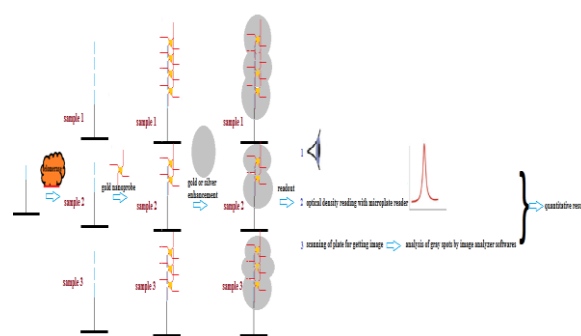 sample 1
sample 1
sample 1
1
telomerase
gold nanoprobe
gold or silver
enhancement
readout
sample 2
sample 2
sample 2
2 optical density reading with microplate reader
quantitative resu
3 scanning of plate for getting image
analysis of gray spots by image analyzer softwares
sample 3
sample 3
sample 3